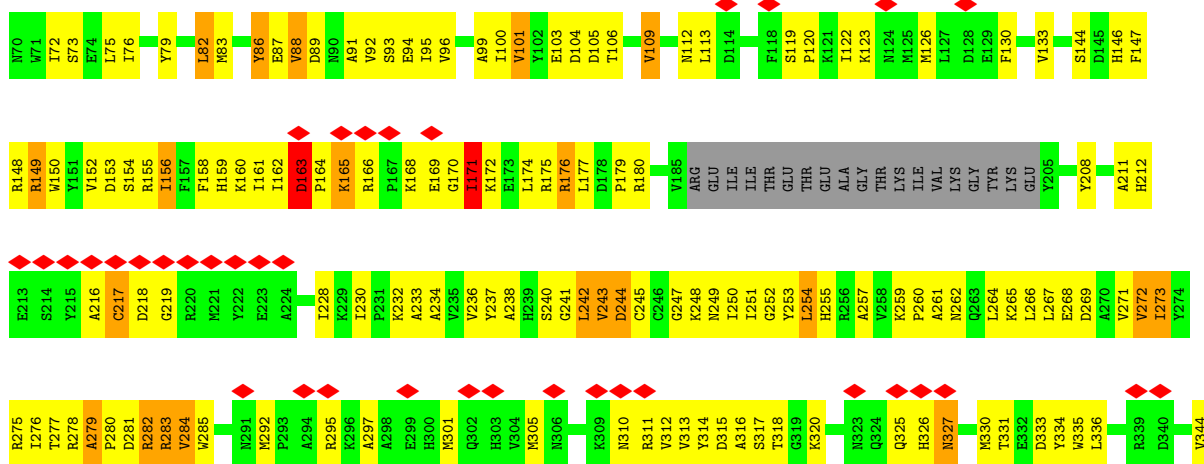 N70 W71 I72 S73 E74 L75 I76 Y79 L82 M83 Y86 E87 V88 D89 N90 A91 V92 S93 E94 I95 V96 A99 I100 V101 Y102 E103 D104 D105 T106 V109 N112 L113 D114 F118 S119 P120 K121 I122 K123 N124 M125 M126 L127 D128 E129 F130 V133 S144 D145 H146 F147
R148 R149 W150 Y151 V152 D153 S154 R155 I156 F157 F158 H159 K160 I161 I162 D163 P164 K165 R166 P167 K168 E169 G170 I171 K172 E173 L174 R175 R176 L177 D178 P179 R180 V185 ARG GLU ILE ILE THR GLU THR GLU ALA GLY THR LYS ILE VAL LYS GLY TYR LYS GLU Y205 Y208 A211 H212
E213 S214 Y215 A216 C217 D218 G219 R220 M221 Y222 E223 A224 I228 K229 I230 P231 K232 A233 A234 V235 V236 Y237 A238 H239 S240 G241 L242 V243 D244 C245 C246 G247 K248 N249 I250 I251 G252 Y253 L254 H255 R256 A257 V258 K259 P260 A261 N262 Q263 L264 K265 L266 L267 E268 D269 A270 V271 V272 I273 Y274
R275 I276 T277 R278 A279 P280 D281 R282 R283 V284 W285 N291 M292 P293 A294 R295 K296 A297 A298 E299 H300 M301 Q302 H303 V304 M305 N306 K309 N310 R311 V312 V313 Y314 D315 A316 S317 T318 G319 K320 N323 Q324 Q325 H326 N327 M330 T331 E332 D333 Y334 W335 L336 R339 D340 V344